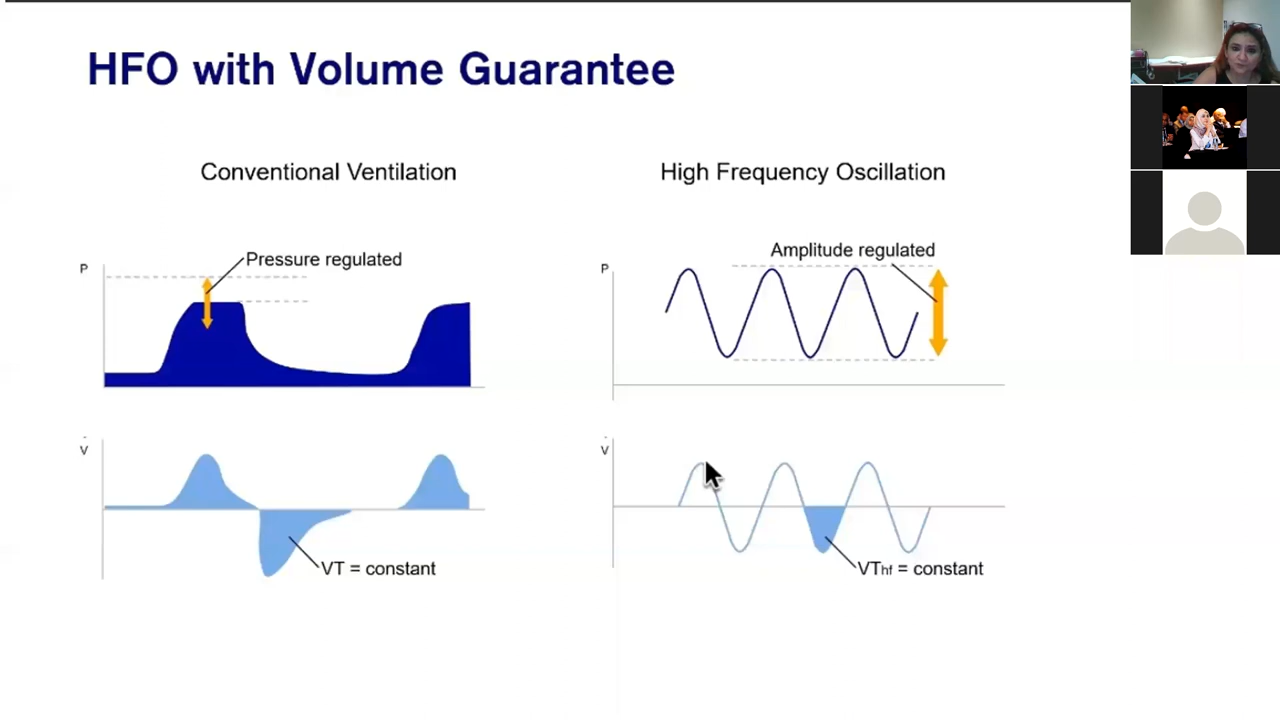 HFO with Volume Guarantee
Conventional Ventilation
High Frequency Oscillation
P
Pressure regulated
P
Amplitude regulated
V̇
VT = constant
V̇
VThf = constant